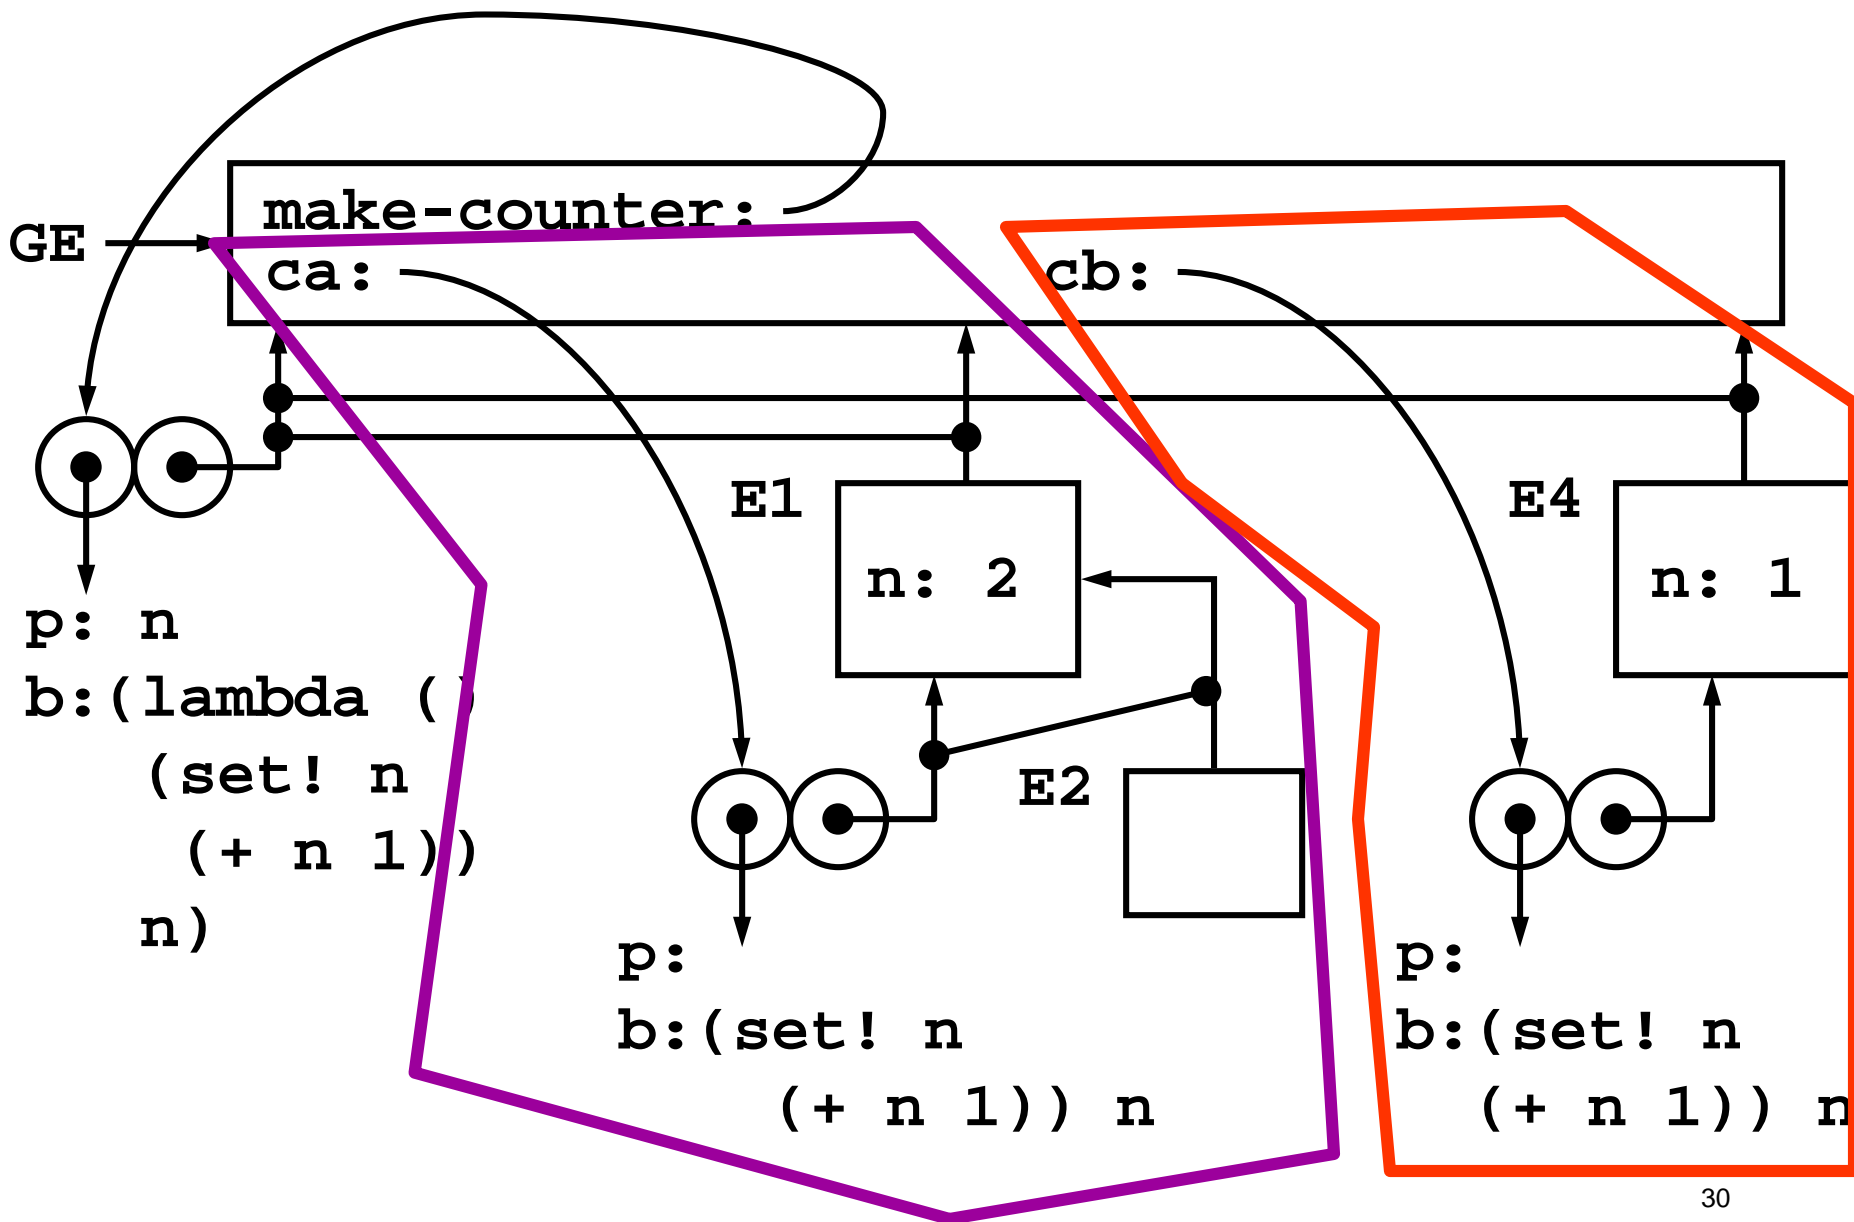 make-counter:
GE
ca:
cb:
E1
n: 2
E4
n: 1
p: n
b:(lambda ()
(set! n
(+ n 1))
n)
E2
p:
b:(set! n
(+ n 1)) n
p:
b:(set! n
(+ n 1)) n
30